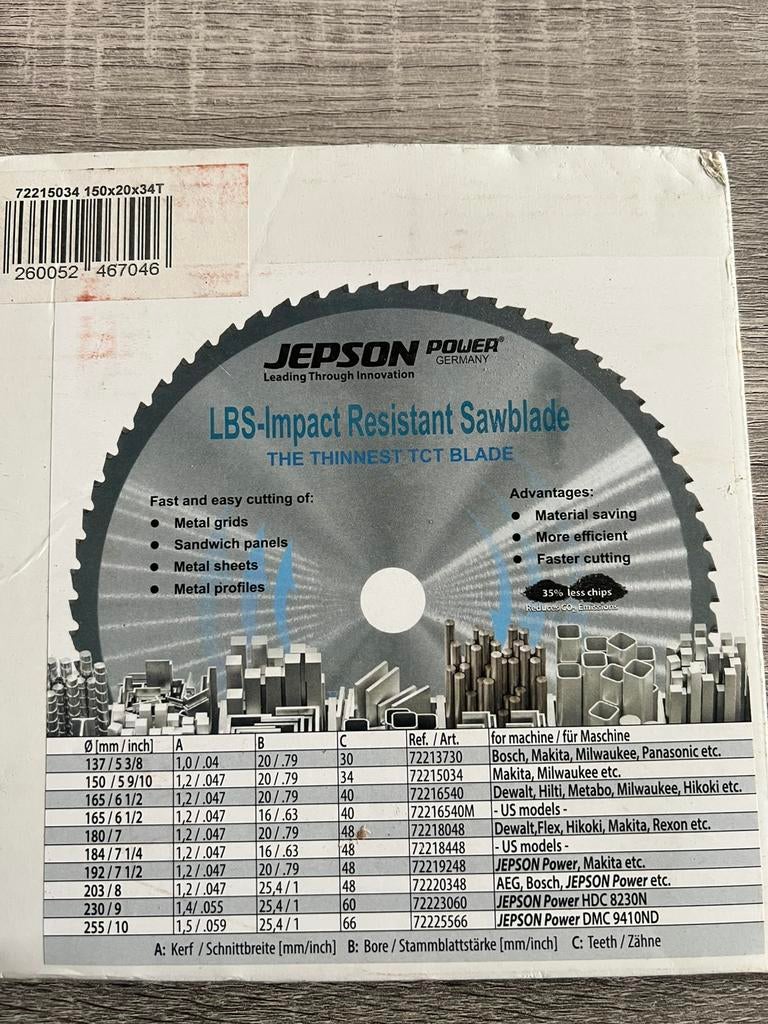 72215034 150x20x34T
260052 467046
JEPSON POWER®
GERMANY
Leading Through Innovation
LBS-Impact Resistant Sawblade
THE THINNEST TCT BLADE
Fast and easy cutting of:
● Metal grids
● Sandwich panels
● Metal sheets
● Metal profiles
Advantages:
● Material saving
● More efficient
● Faster cutting
35% less chips
Reduces CO₂ Emissions
Ø [mm / inch] A B C Ref. / Art. for machine / für Maschine
137 / 5 3/8 1,0 / .04 20 / .79 30 72213730 Bosch, Makita, Milwaukee, Panasonic etc.
150 / 5 9/10 1,2 / .047 20 / .79 34 72215034 Makita, Milwaukee etc.
165 / 6 1/2 1,2 / .047 20 / .79 40 72216540 Dewalt, Hilti, Metabo, Milwaukee, Hikoki etc.
165 / 6 1/2 1,2 / .047 16 / .63 40 72216540M - US models -
180 / 7 1,2 / .047 20 / .79 48 72218048 Dewalt,Flex, Hikoki, Makita, Rexon etc.
184 / 7 1/4 1,2 / .047 16 / .63 48 72218448 - US models -
192 / 7 1/2 1,2 / .047 20 / .79 48 72219248 JEPSON Power, Makita etc.
203 / 8 1,2 / .047 25,4 / 1 48 72220348 AEG, Bosch, JEPSON Power etc.
230 / 9 1,4/ .055 25,4 / 1 60 72223060 JEPSON Power HDC 8230N
255 / 10 1,5 / .059 25,4 / 1 66 72225566 JEPSON Power DMC 9410ND
A: Kerf / Schnittbreite [mm/inch] B: Bore / Stammblattstärke [mm/inch] C: Teeth / Zähne